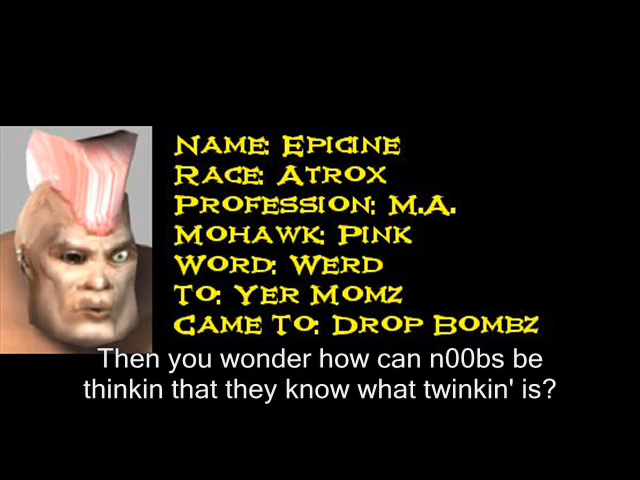 Name: Epicine
Race: Atrox
Profession: M.A.
Mohawk: Pink
Word: Werd
To: Yer Momz
Came To: Drop Bombz
Then you wonder how can n00bs be
thinkin that they know what twinkin' is?